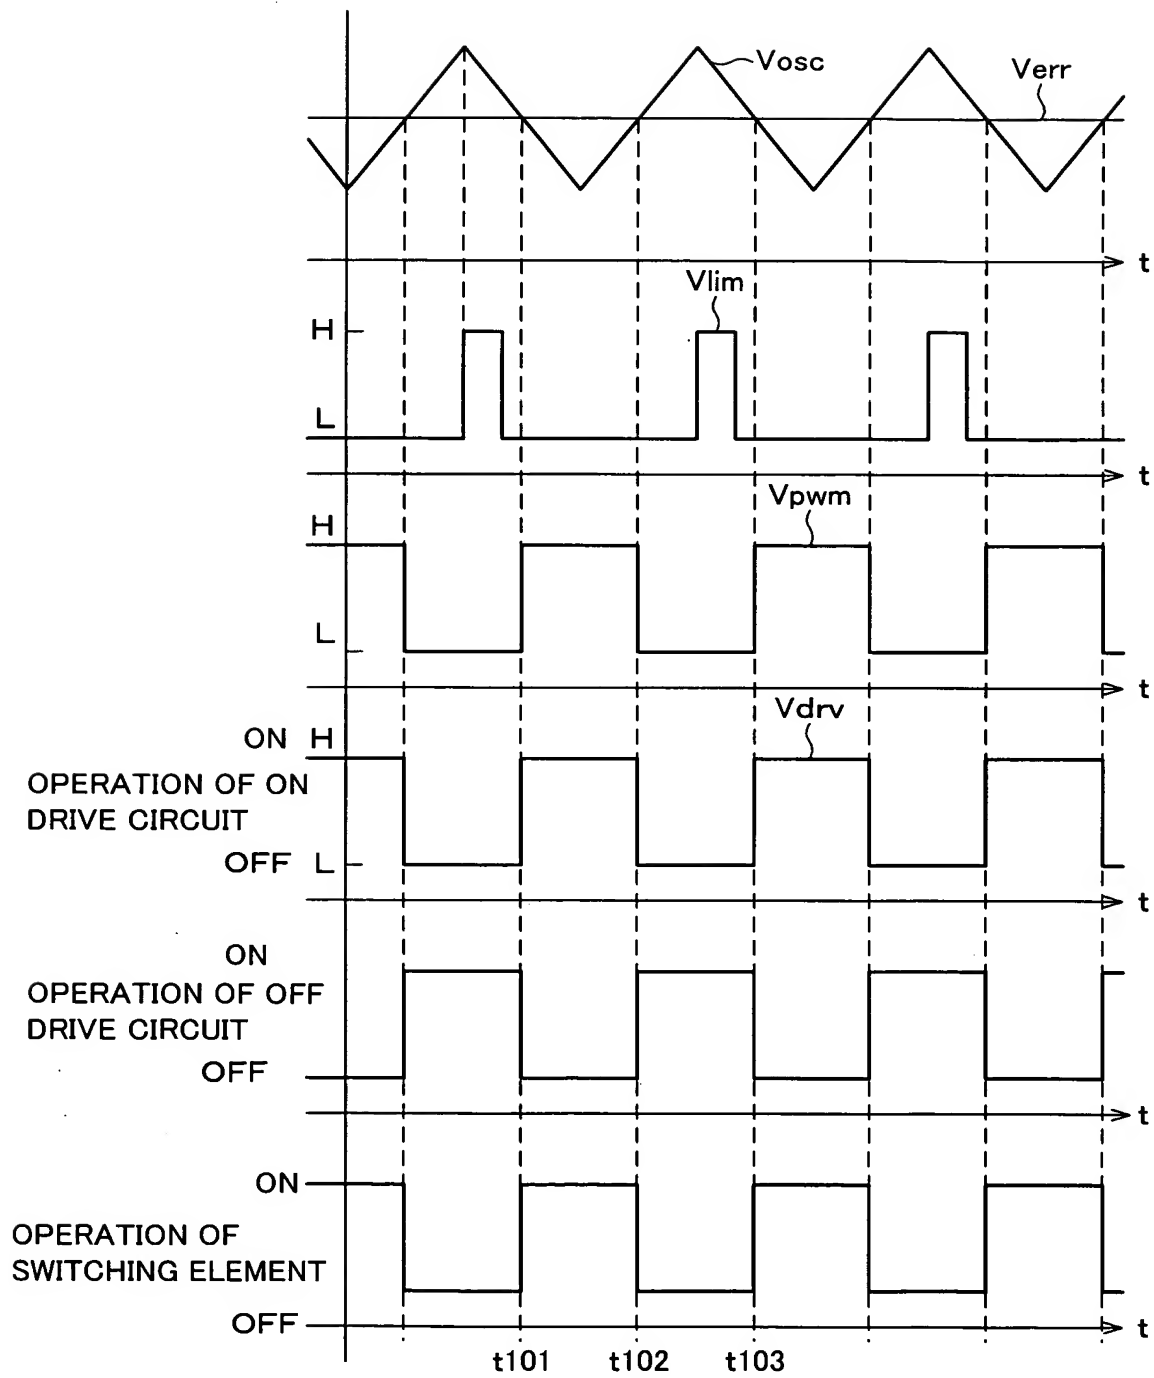 Vosc
Verr
t
Vlim
H
L
t
Vpwm
H
L
t
Vdrv
ON H
OPERATION OF ON
DRIVE CIRCUIT
OFF L
t
ON
OPERATION OF OFF
DRIVE CIRCUIT
OFF
t
ON
OPERATION OF
SWITCHING ELEMENT
OFF
t
t101 t102 t103